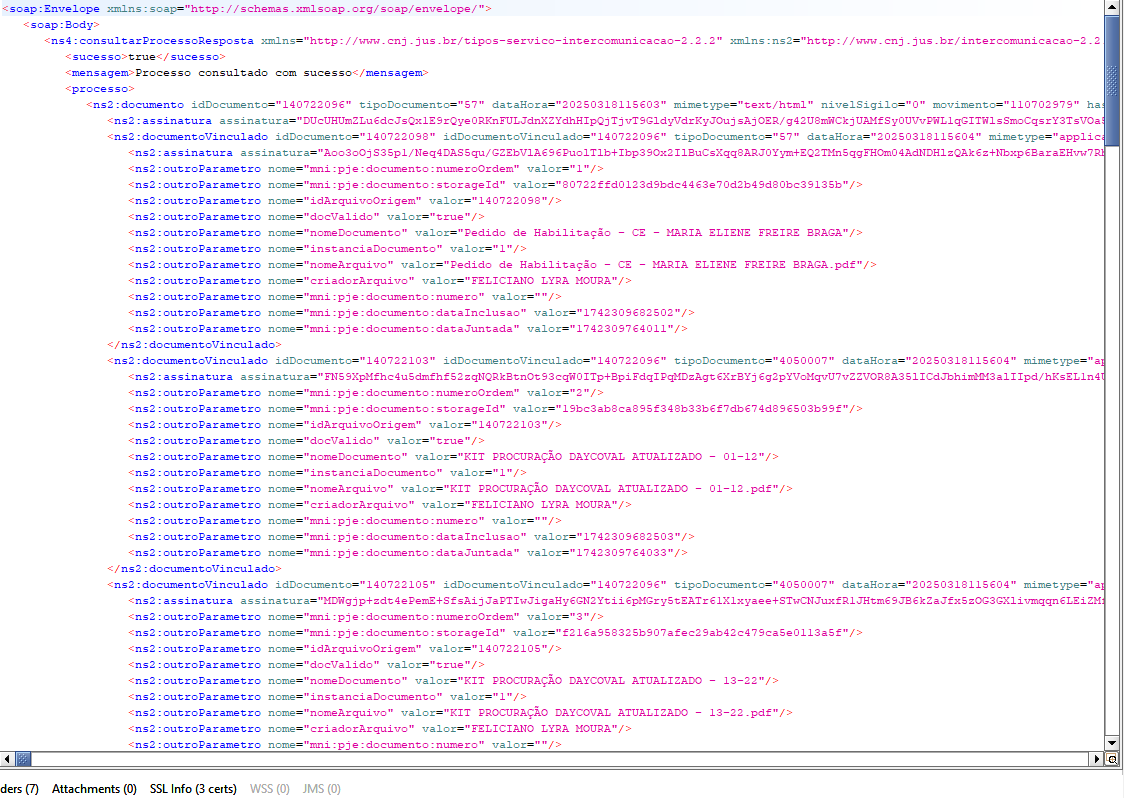 <soap:Envelope xmlns:soap="http://schemas.xmlsoap.org/soap/envelope/">
<soap:Body>
<ns4:consultarProcessoResposta xmlns="http://www.cnj.jus.br/tipos-servico-intercomunicacao-2.2.2" xmlns:ns2="http://www.cnj.jus.br/intercomunicacao-2.2
<sucesso>true</sucesso>
<mensagem>Processo consultado com sucesso</mensagem>
<processo>
<ns2:documento idDocumento="140722096" tipoDocumento="57" dataHora="20250318115603" mimetype="text/html" nivelSigilo="0" movimento="110702979" has
<ns2:assinatura assinatura=
<ns2:documentoVinculado idDocumento="140722098" idDocumentoVinculado="140722096" tipoDocumento="57" dataHora="20250318115604" mimetype="applica
<ns2:assinatura assinatura=
<ns2:outroParametro nome="mni:pje:documento:numeroOrdem" valor="1"/>
<ns2:outroParametro nome="mni:pje:documento:storageId" valor="80722ffd0123d9bdc4463e70d2b49d80bc39135b"/>
<ns2:outroParametro nome="idArquivoOrigem" valor="140722098"/>
<ns2:outroParametro nome="docValido" valor="true"/>
<ns2:outroParametro nome="nomeDocumento" valor="Pedido de Habilitação - CE - MARIA ELIENE FREIRE BRAGA"/>
<ns2:outroParametro nome="instanciaDocumento" valor="1"/>
<ns2:outroParametro nome="nomeArquivo" valor="Pedido de Habilitação - CE - MARIA ELIENE FREIRE BRAGA.pdf"/>
<ns2:outroParametro nome="criadorArquivo" valor="FELICIANO LYRA MOURA"/>
<ns2:outroParametro nome="mni:pje:documento:numero" valor=""/>
<ns2:outroParametro nome="mni:pje:documento:dataInclusao" valor="1742309682502"/>
<ns2:outroParametro nome="mni:pje:documento:dataJuntada" valor="1742309764011"/>
</ns2:documentoVinculado>
<ns2:documentoVinculado idDocumento="140722103" idDocumentoVinculado="140722096" tipoDocumento="4050007" dataHora="20250318115604" mimetype="ap
<ns2:assinatura assinatura=
<ns2:outroParametro nome="mni:pje:documento:numeroOrdem" valor="2"/>
<ns2:outroParametro nome="mni:pje:documento:storageId" valor="19bc3ab8ca895f348b33b6f7db674d896503b99f"/>
<ns2:outroParametro nome="idArquivoOrigem" valor="140722103"/>
<ns2:outroParametro nome="docValido" valor="true"/>
<ns2:outroParametro nome="nomeDocumento" valor="KIT PROCURAÇÃO DAYCOVAL ATUALIZADO - 01-12"/>
<ns2:outroParametro nome="instanciaDocumento" valor="1"/>
<ns2:outroParametro nome="nomeArquivo" valor="KIT PROCURAÇÃO DAYCOVAL ATUALIZADO - 01-12.pdf"/>
<ns2:outroParametro nome="criadorArquivo" valor="FELICIANO LYRA MOURA"/>
<ns2:outroParametro nome="mni:pje:documento:numero" valor=""/>
<ns2:outroParametro nome="mni:pje:documento:dataInclusao" valor="1742309682503"/>
<ns2:outroParametro nome="mni:pje:documento:dataJuntada" valor="1742309764033"/>
</ns2:documentoVinculado>
<ns2:documentoVinculado idDocumento="140722105" idDocumentoVinculado="140722096" tipoDocumento="4050007" dataHora="20250318115604" mimetype="ap
<ns2:assinatura assinatura=
<ns2:outroParametro nome="mni:pje:documento:numeroOrdem" valor="3"/>
<ns2:outroParametro nome="mni:pje:documento:storageId" valor="f216a958325b907afec29ab42c479ca5e0113a5f"/>
<ns2:outroParametro nome="idArquivoOrigem" valor="140722105"/>
<ns2:outroParametro nome="docValido" valor="true"/>
<ns2:outroParametro nome="nomeDocumento" valor="KIT PROCURAÇÃO DAYCOVAL ATUALIZADO - 13-22"/>
<ns2:outroParametro nome="instanciaDocumento" valor="1"/>
<ns2:outroParametro nome="nomeArquivo" valor="KIT PROCURAÇÃO DAYCOVAL ATUALIZADO - 13-22.pdf"/>
<ns2:outroParametro nome="criadorArquivo" valor="FELICIANO LYRA MOURA"/>
<ns2:outroParametro nome="mni:pje:documento:numero" valor=""/>
ders (7) Attachments (0) SSL Info (3 certs) WSS (0) JMS (0)